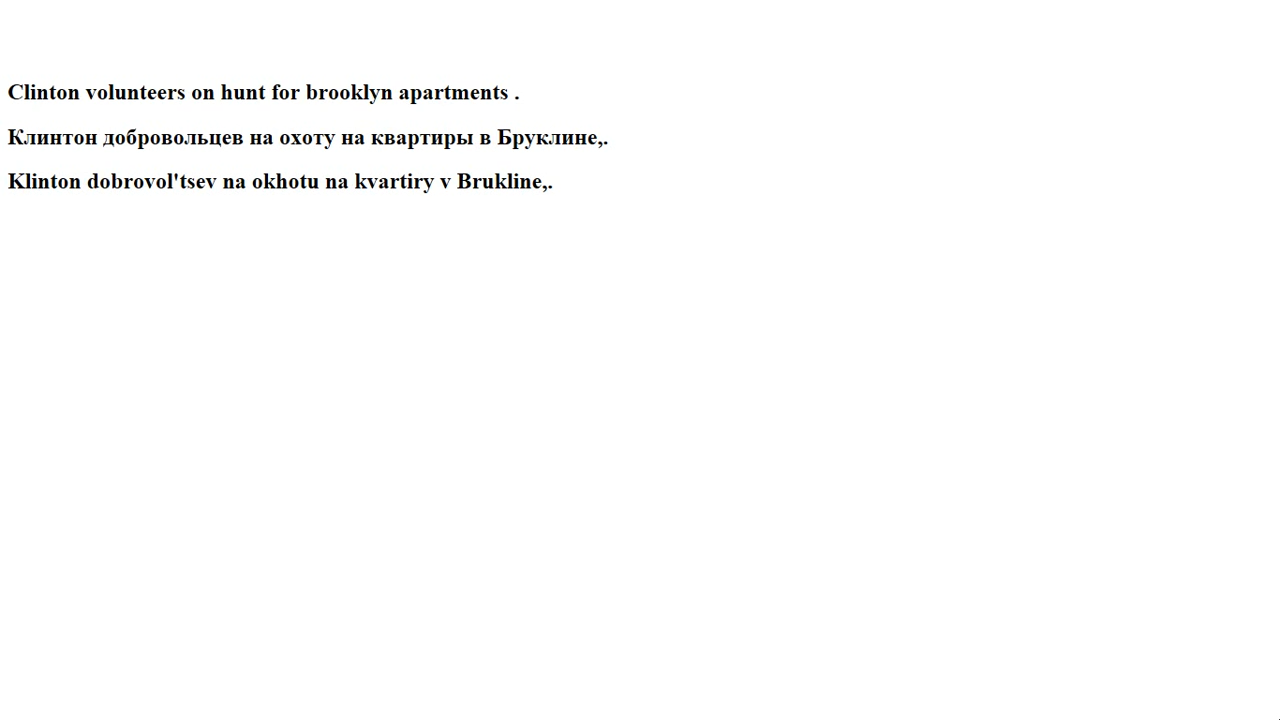 Clinton volunteers on hunt for brooklyn apartments .
Клинтон добровольцев на охоту на квартиры в Бруклине,.
Klinton dobrovol'tsev na okhotu na kvartiry v Brukline,.